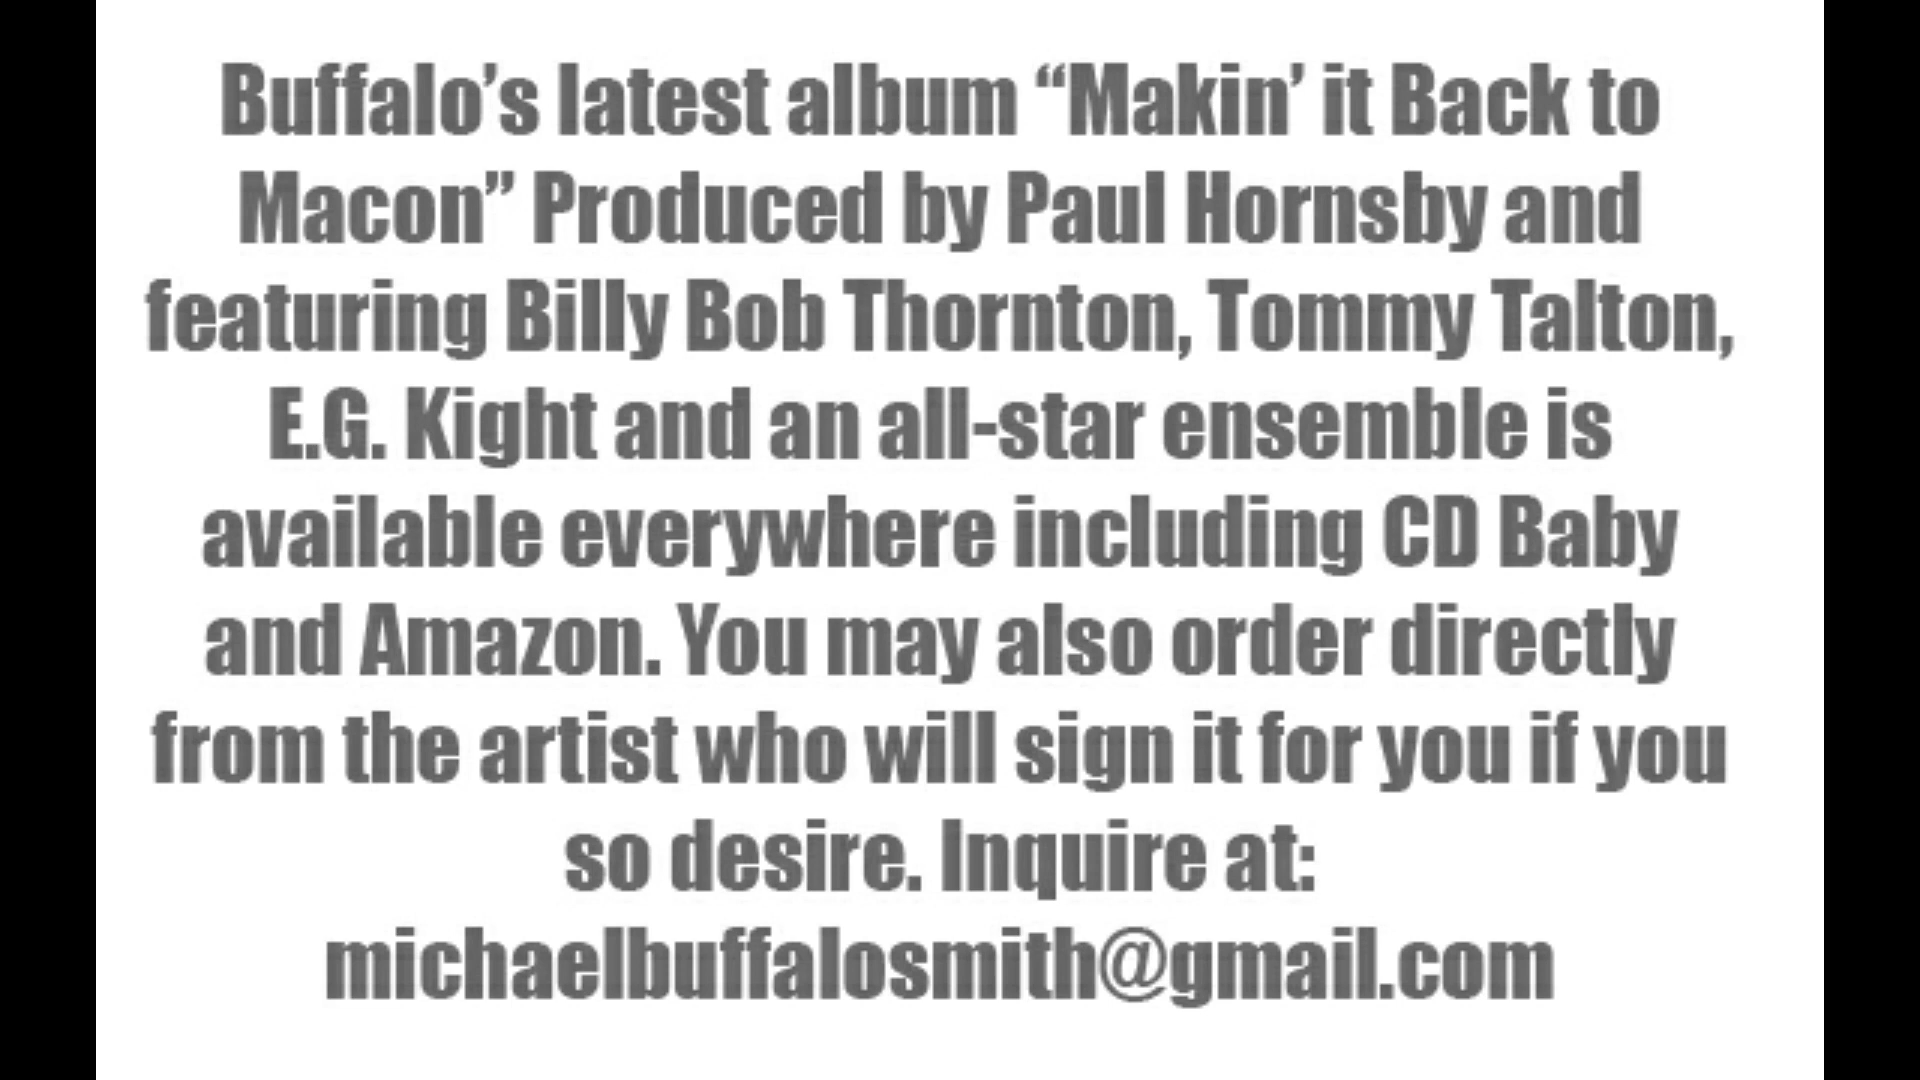 Buffalo’s latest album “Makin’ it Back to
Macon” Produced by Paul Hornsby and
featuring Billy Bob Thornton, Tommy Talton,
E.G. Kight and an all-star ensemble is
available everywhere including CD Baby
and Amazon. You may also order directly
from the artist who will sign it for you if you
so desire. Inquire at:
michaelbuffalosmith@gmail.com